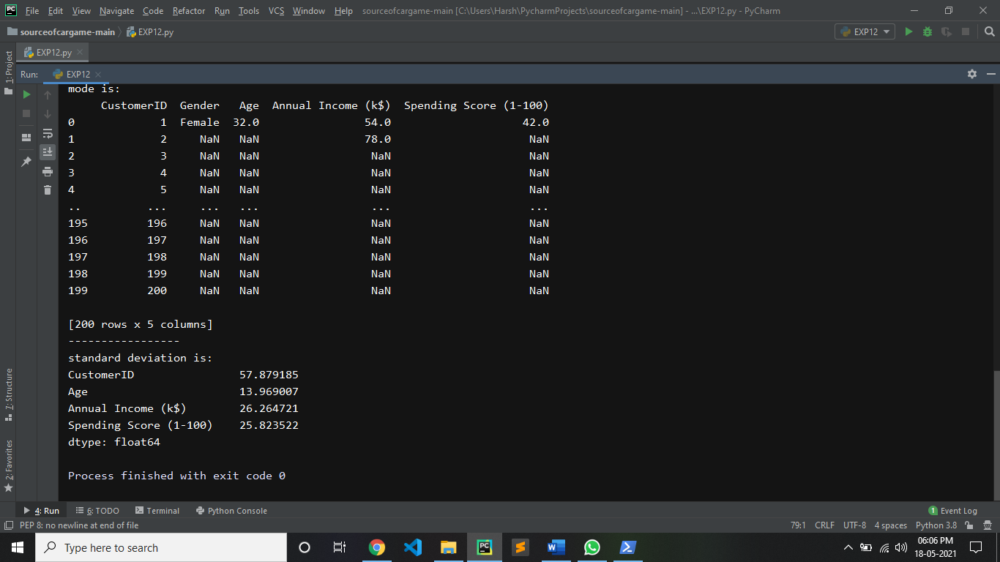 PC File Edit View Navigate Code Refactor Run Tools VCS Window Help sourceofcargame-main [C:\Users\Harsh\PycharmProjects\sourceofcargame-main] - ...\EXP12.py - PyCharm
sourceofcargame-main EXP12.py EXP12
1: Project EXP12.py
Run: EXP12
mode is:
CustomerID Gender Age Annual Income (k$) Spending Score (1-100)
0 1 Female 32.0 54.0 42.0
1 2 NaN NaN 78.0 NaN
2 3 NaN NaN NaN NaN
3 4 NaN NaN NaN NaN
4 5 NaN NaN NaN NaN
.. ... ... ... ... ...
195 196 NaN NaN NaN NaN
196 197 NaN NaN NaN NaN
197 198 NaN NaN NaN NaN
198 199 NaN NaN NaN NaN
199 200 NaN NaN NaN NaN
[200 rows x 5 columns]
-----------------
standard deviation is:
CustomerID 57.879185
Age 13.969007
Annual Income (k$) 26.264721
Spending Score (1-100) 25.823522
dtype: float64
Process finished with exit code 0
7: Structure
2: Favorites
4: Run 6: TODO Terminal Python Console 1 Event Log
PEP 8: no newline at end of file 79:1 CRLF UTF-8 4 spaces Python 3.8
Type here to search PC 06:06 PM
18-05-2021